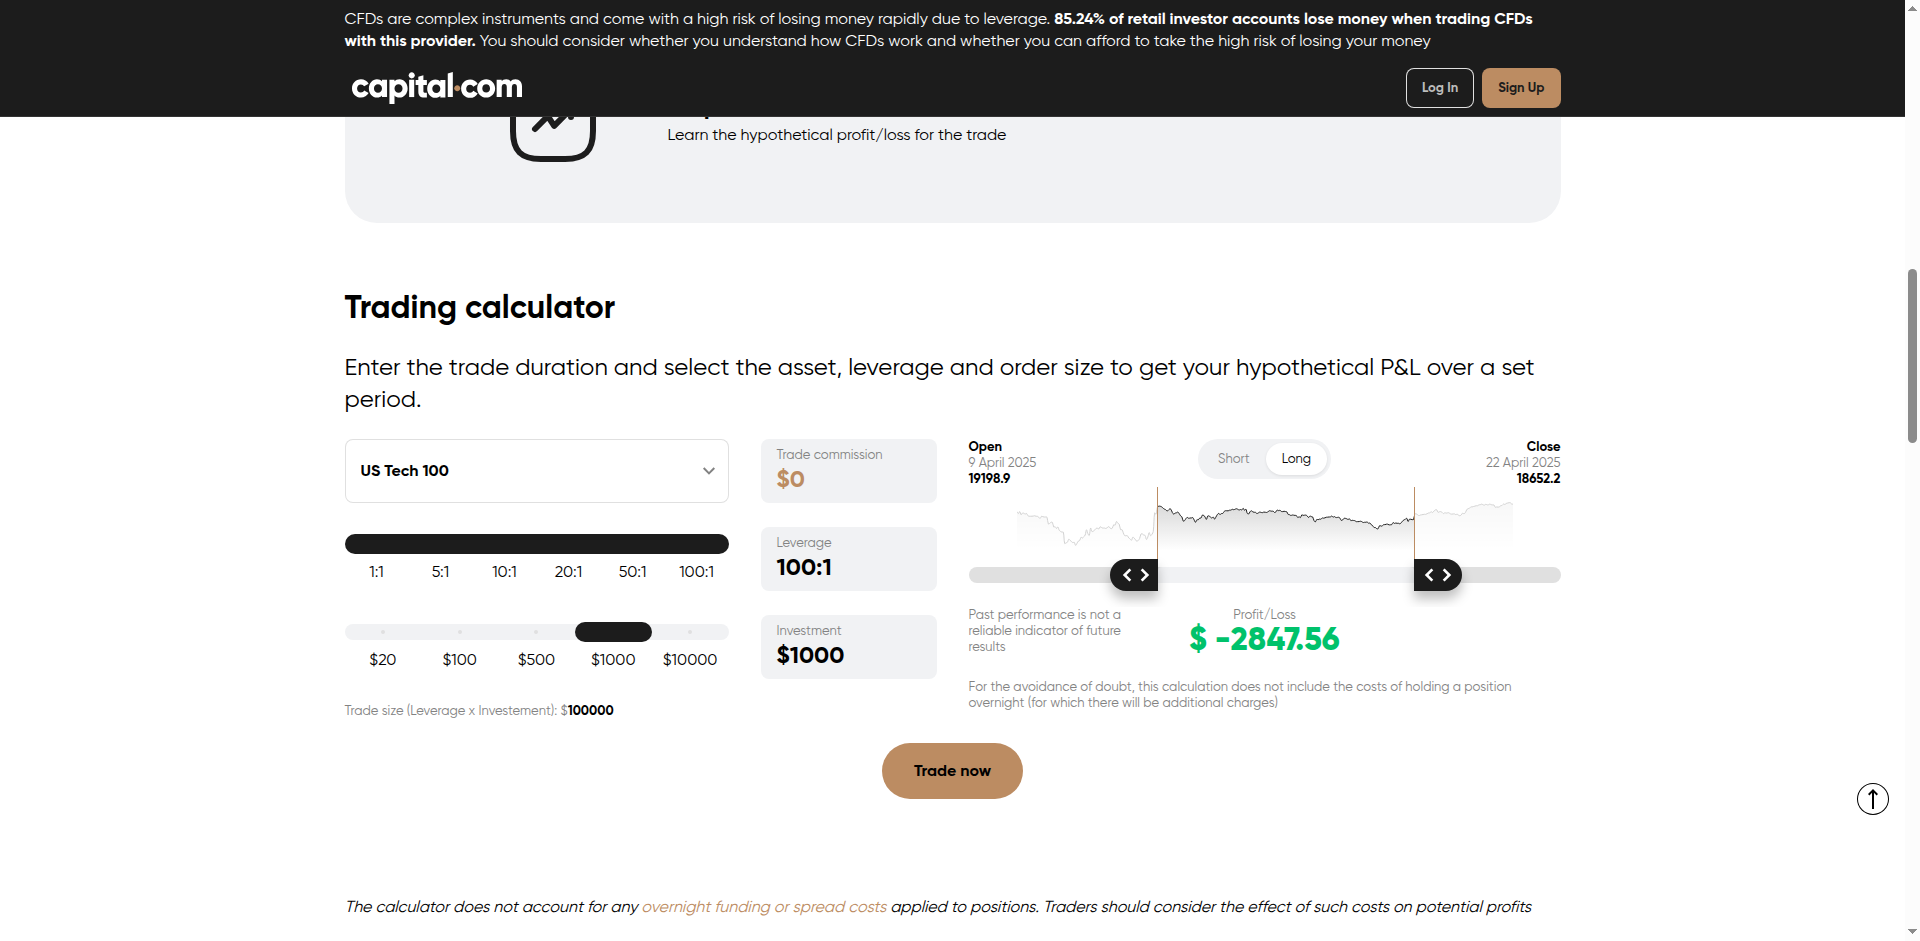 CFDs are complex instruments and come with a high risk of losing money rapidly due to leverage. 85.24% of retail investor accounts lose money when trading CFDs
with this provider. You should consider whether you understand how CFDs work and whether you can afford to take the high risk of losing your money
capital.com
Log In
Sign Up
Learn the hypothetical profit/loss for the trade
Trading calculator
Enter the trade duration and select the asset, leverage and order size to get your hypothetical P&L over a set
period.
US Tech 100
1:1 5:1 10:1 20:1 50:1 100:1
$20 $100 $500 $1000 $10000
Trade size (Leverage x Investement): $100000
Trade commission
$0
Leverage
100:1
Investment
$1000
Open
9 April 2025
19198.9
Short Long
Close
22 April 2025
18652.2
Past performance is not a
reliable indicator of future
results
Profit/Loss
$ -2847.56
For the avoidance of doubt, this calculation does not include the costs of holding a position
overnight (for which there will be additional charges)
Trade now
The calculator does not account for any overnight funding or spread costs applied to positions. Traders should consider the effect of such costs on potential profits